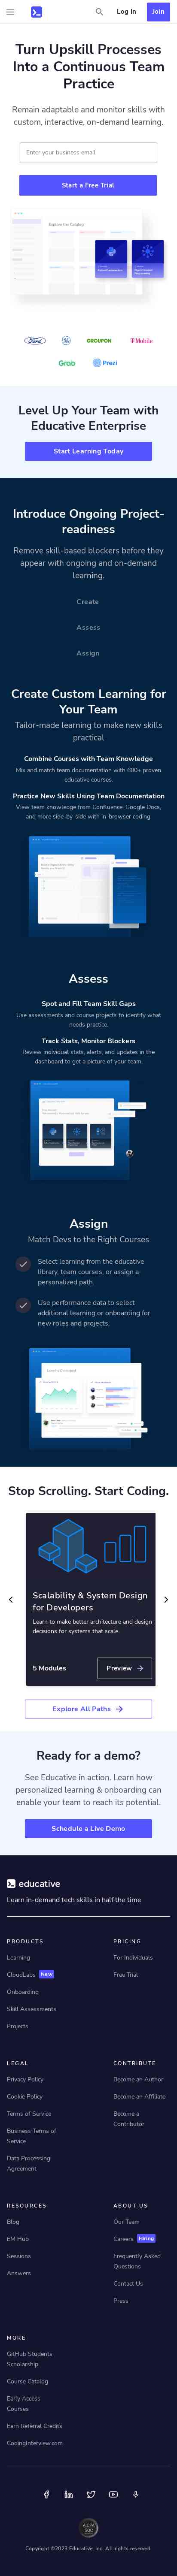 Log In
Join
Turn Upskill Processes
Into a Continuous Team
Practice
Remain adaptable and monitor skills with
custom, interactive, on-demand learning.
Enter your business email
Start a Free Trial
Explore the Catalog
Ford
GROUPON
T Mobile
Grab
Prezi
Level Up Your Team with
Educative Enterprise
Start Learning Today
Introduce Ongoing Project-
readiness
Remove skill-based blockers before they
appear with ongoing and on-demand
learning.
Create
Assess
Assign
Create Custom Learning for
Your Team
Tailor-made learning to make new skills
practical
Combine Courses with Team Knowledge
Mix and match team documentation with 600+ proven
educative courses.
Practice New Skills Using Team Documentation
View team knowledge from Confluence, Google Docs,
and more side-by-side with in-browser coding.
Assess
Spot and Fill Team Skill Gaps
Use assessments and course projects to identify what
needs practice.
Track Stats, Monitor Blockers
Review individual stats, alerts, and updates in the
dashboard to get a picture of your team.
Assign
Match Devs to the Right Courses
Select learning from the educative
library, team courses, or assign a
personalized path.
Use performance data to select
additional learning or onboarding for
new roles and projects.
Learning Dashboard
Stop Scrolling. Start Coding.
Scalability & System Design
for Developers
Learn to make better architecture and design
decisions for systems that scale.
5 Modules
Preview
Explore All Paths
Ready for a demo?
See Educative in action. Learn how
personalized learning & onboarding can
enable your team to reach its potential.
Schedule a Live Demo
educative
Learn in-demand tech skills in half the time
PRODUCTS
PRICING
Learning
For Individuals
CloudLabs New
Free Trial
Onboarding
Skill Assessments
Projects
LEGAL
CONTRIBUTE
Privacy Policy
Become an Author
Cookie Policy
Become an Affiliate
Terms of Service
Become a
Contributor
Business Terms of
Service
Data Processing
Agreement
RESOURCES
ABOUT US
Blog
Our Team
EM Hub
Careers Hiring
Sessions
Frequently Asked
Questions
Answers
Contact Us
Press
MORE
GitHub Students
Scholarship
Course Catalog
Early Access
Courses
Earn Referral Credits
CodingInterview.com
AICPA
SOC
Copyright ©2023 Educative, Inc. All rights reserved.